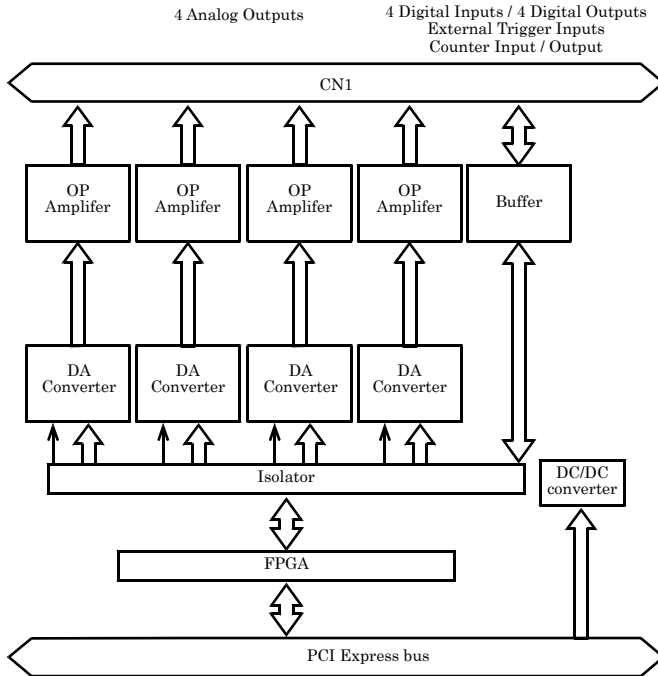 4 Analog Outputs
4 Digital Inputs / 4 Digital Outputs
External Trigger Inputs
Counter Input / Output
CN1
OP
Amplifer
OP
Amplifer
OP
Amplifer
OP
Amplifer
Buffer
DA
Converter
DA
Converter
DA
Converter
DA
Converter
Isolator
DC/DC
converter
FPGA
PCI Express bus